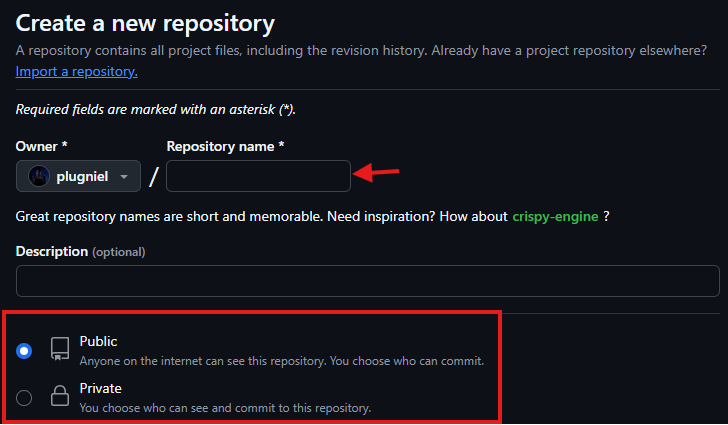 Create a new repository
A repository contains all project files, including the revision history. Already have a project repository elsewhere?
Import a repository.
Required fields are marked with an asterisk (*).
Owner * Repository name *
plugniel /
Great repository names are short and memorable. Need inspiration? How about crispy-engine ?
Description (optional)
Public
Anyone on the internet can see this repository. You choose who can commit.
Private
You choose who can see and commit to this repository.